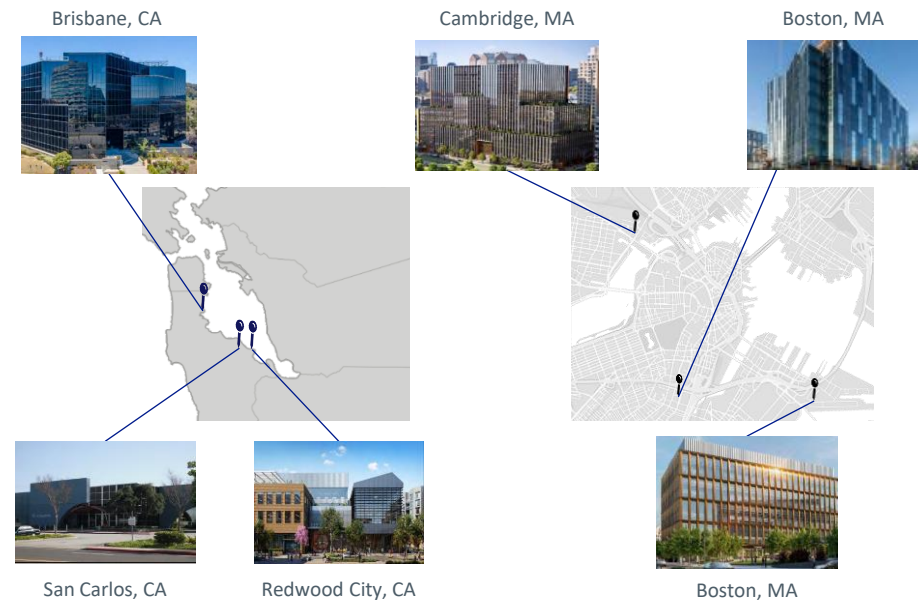 Brisbane, CA
Cambridge, MA
Boston, MA
San Carlos, CA
Redwood City, CA
Boston, MA